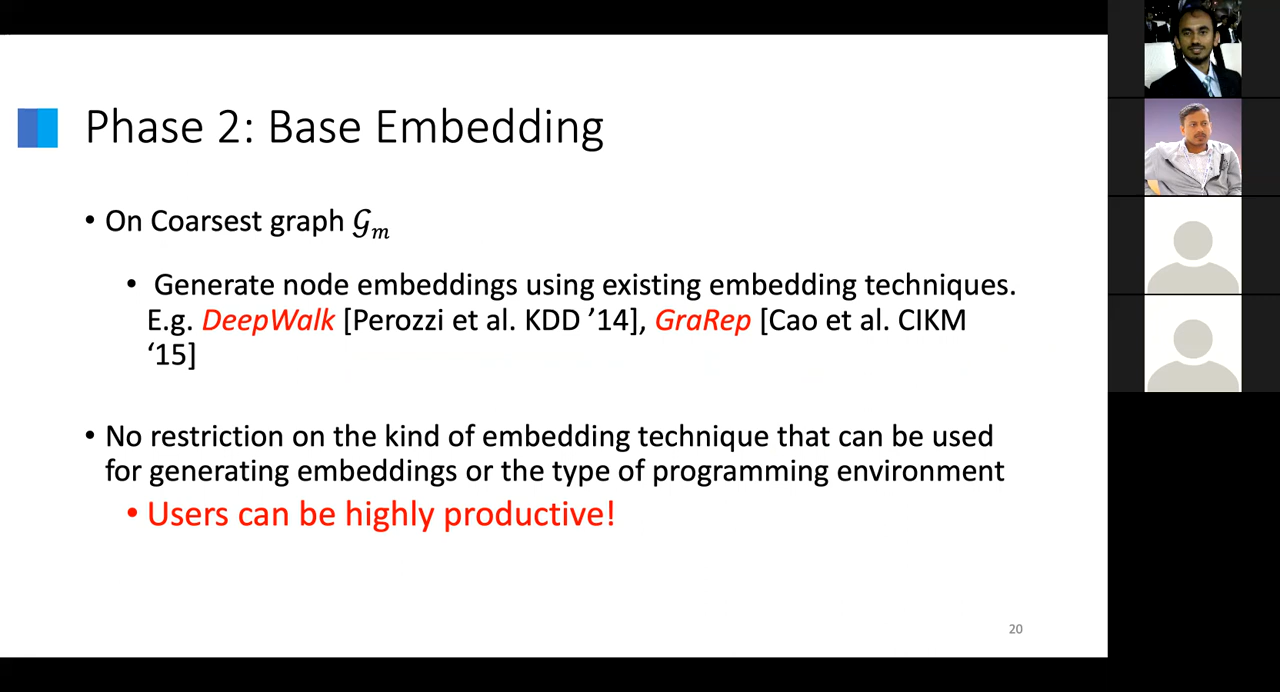 Phase 2: Base Embedding
• On Coarsest graph 𝒢ₘ
• Generate node embeddings using existing embedding techniques.
E.g. DeepWalk [Perozzi et al. KDD ’14], GraRep [Cao et al. CIKM
‘15]
• No restriction on the kind of embedding technique that can be used
for generating embeddings or the type of programming environment
• Users can be highly productive!
20